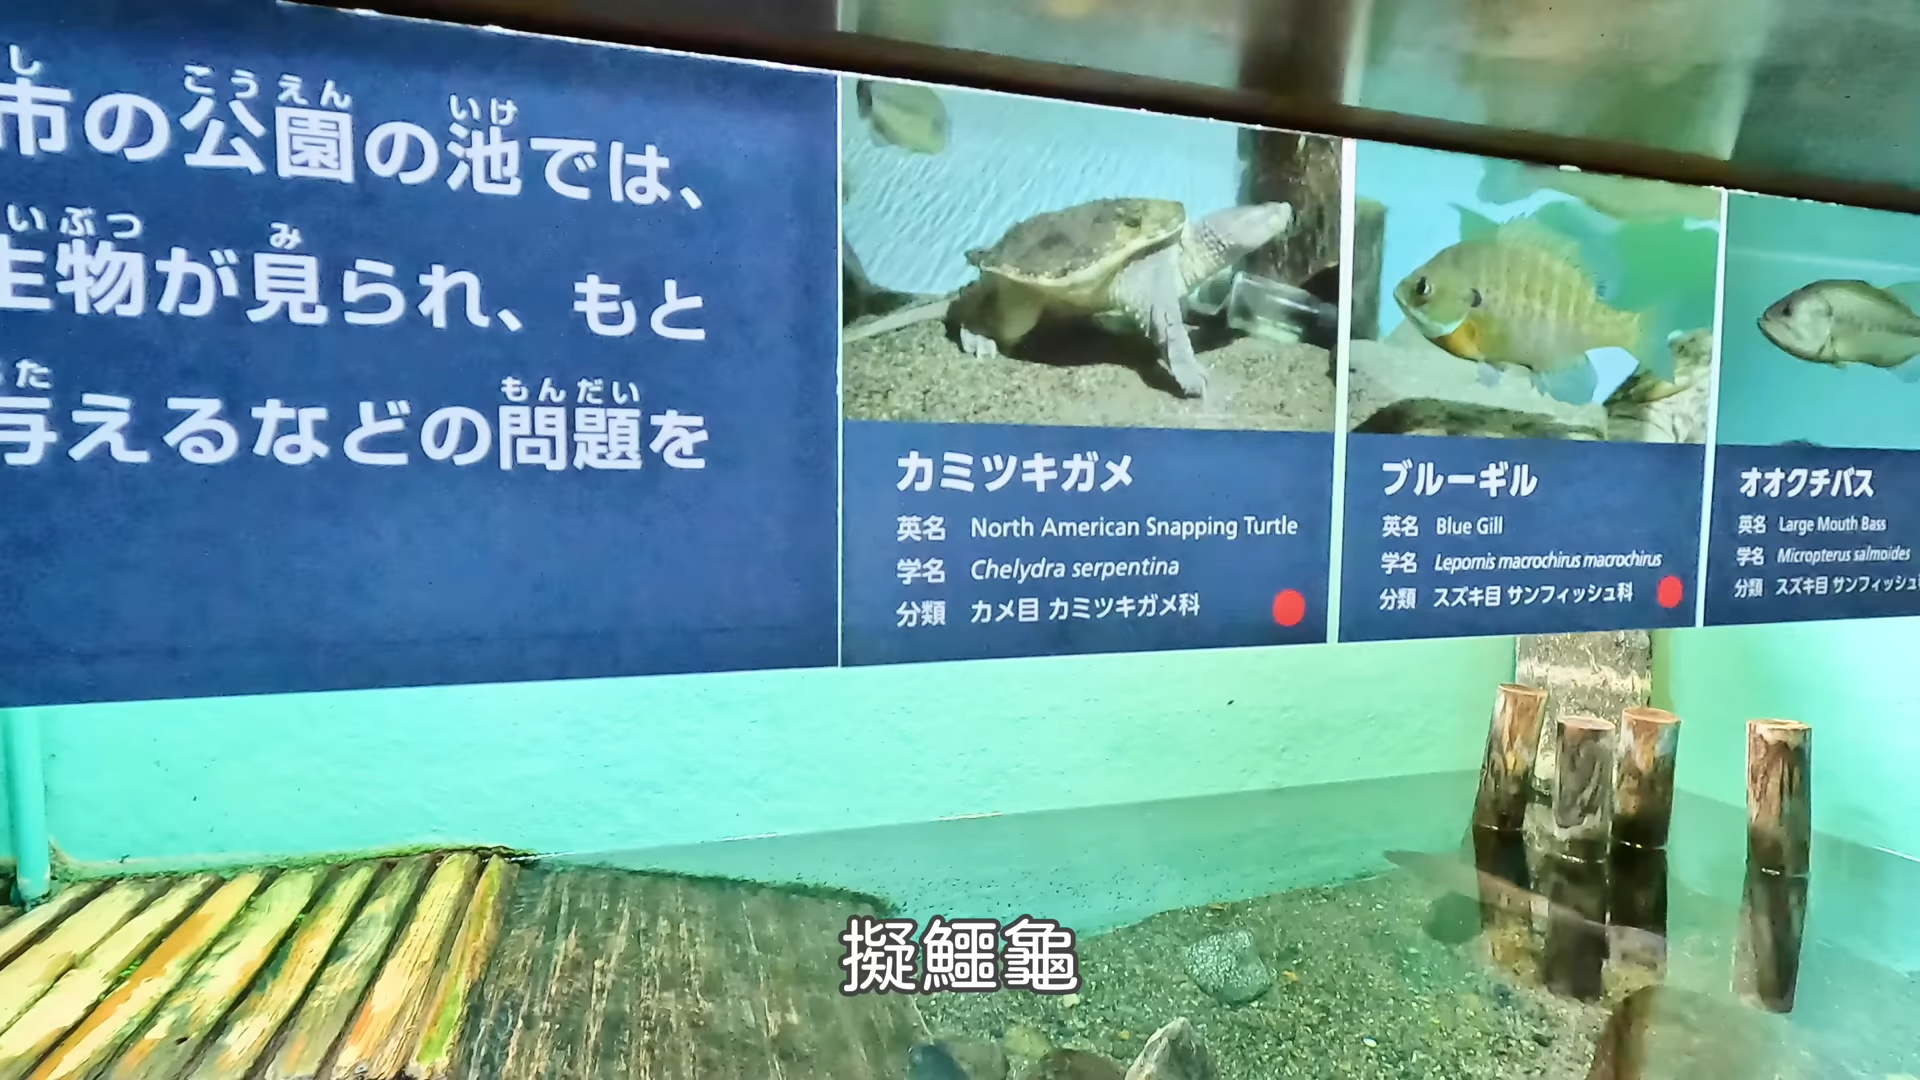 市の公園の池では、
し こうえん いけ
生物が見られ、もと
いぶつ み
与えるなどの問題を
た もんだい
カミツキガメ
英名 North American Snapping Turtle
学名 Chelydra serpentina
分類 カメ目 カミツキガメ科
ブルーギル
英名 Blue Gill
学名 Lepomis macrochirus macrochirus
分類 スズキ目 サンフィッシュ科
オオクチバス
英名 Large Mouth Bass
学名 Micropterus salmoides
分類 スズキ目 サンフィッシュ
擬鱷龜